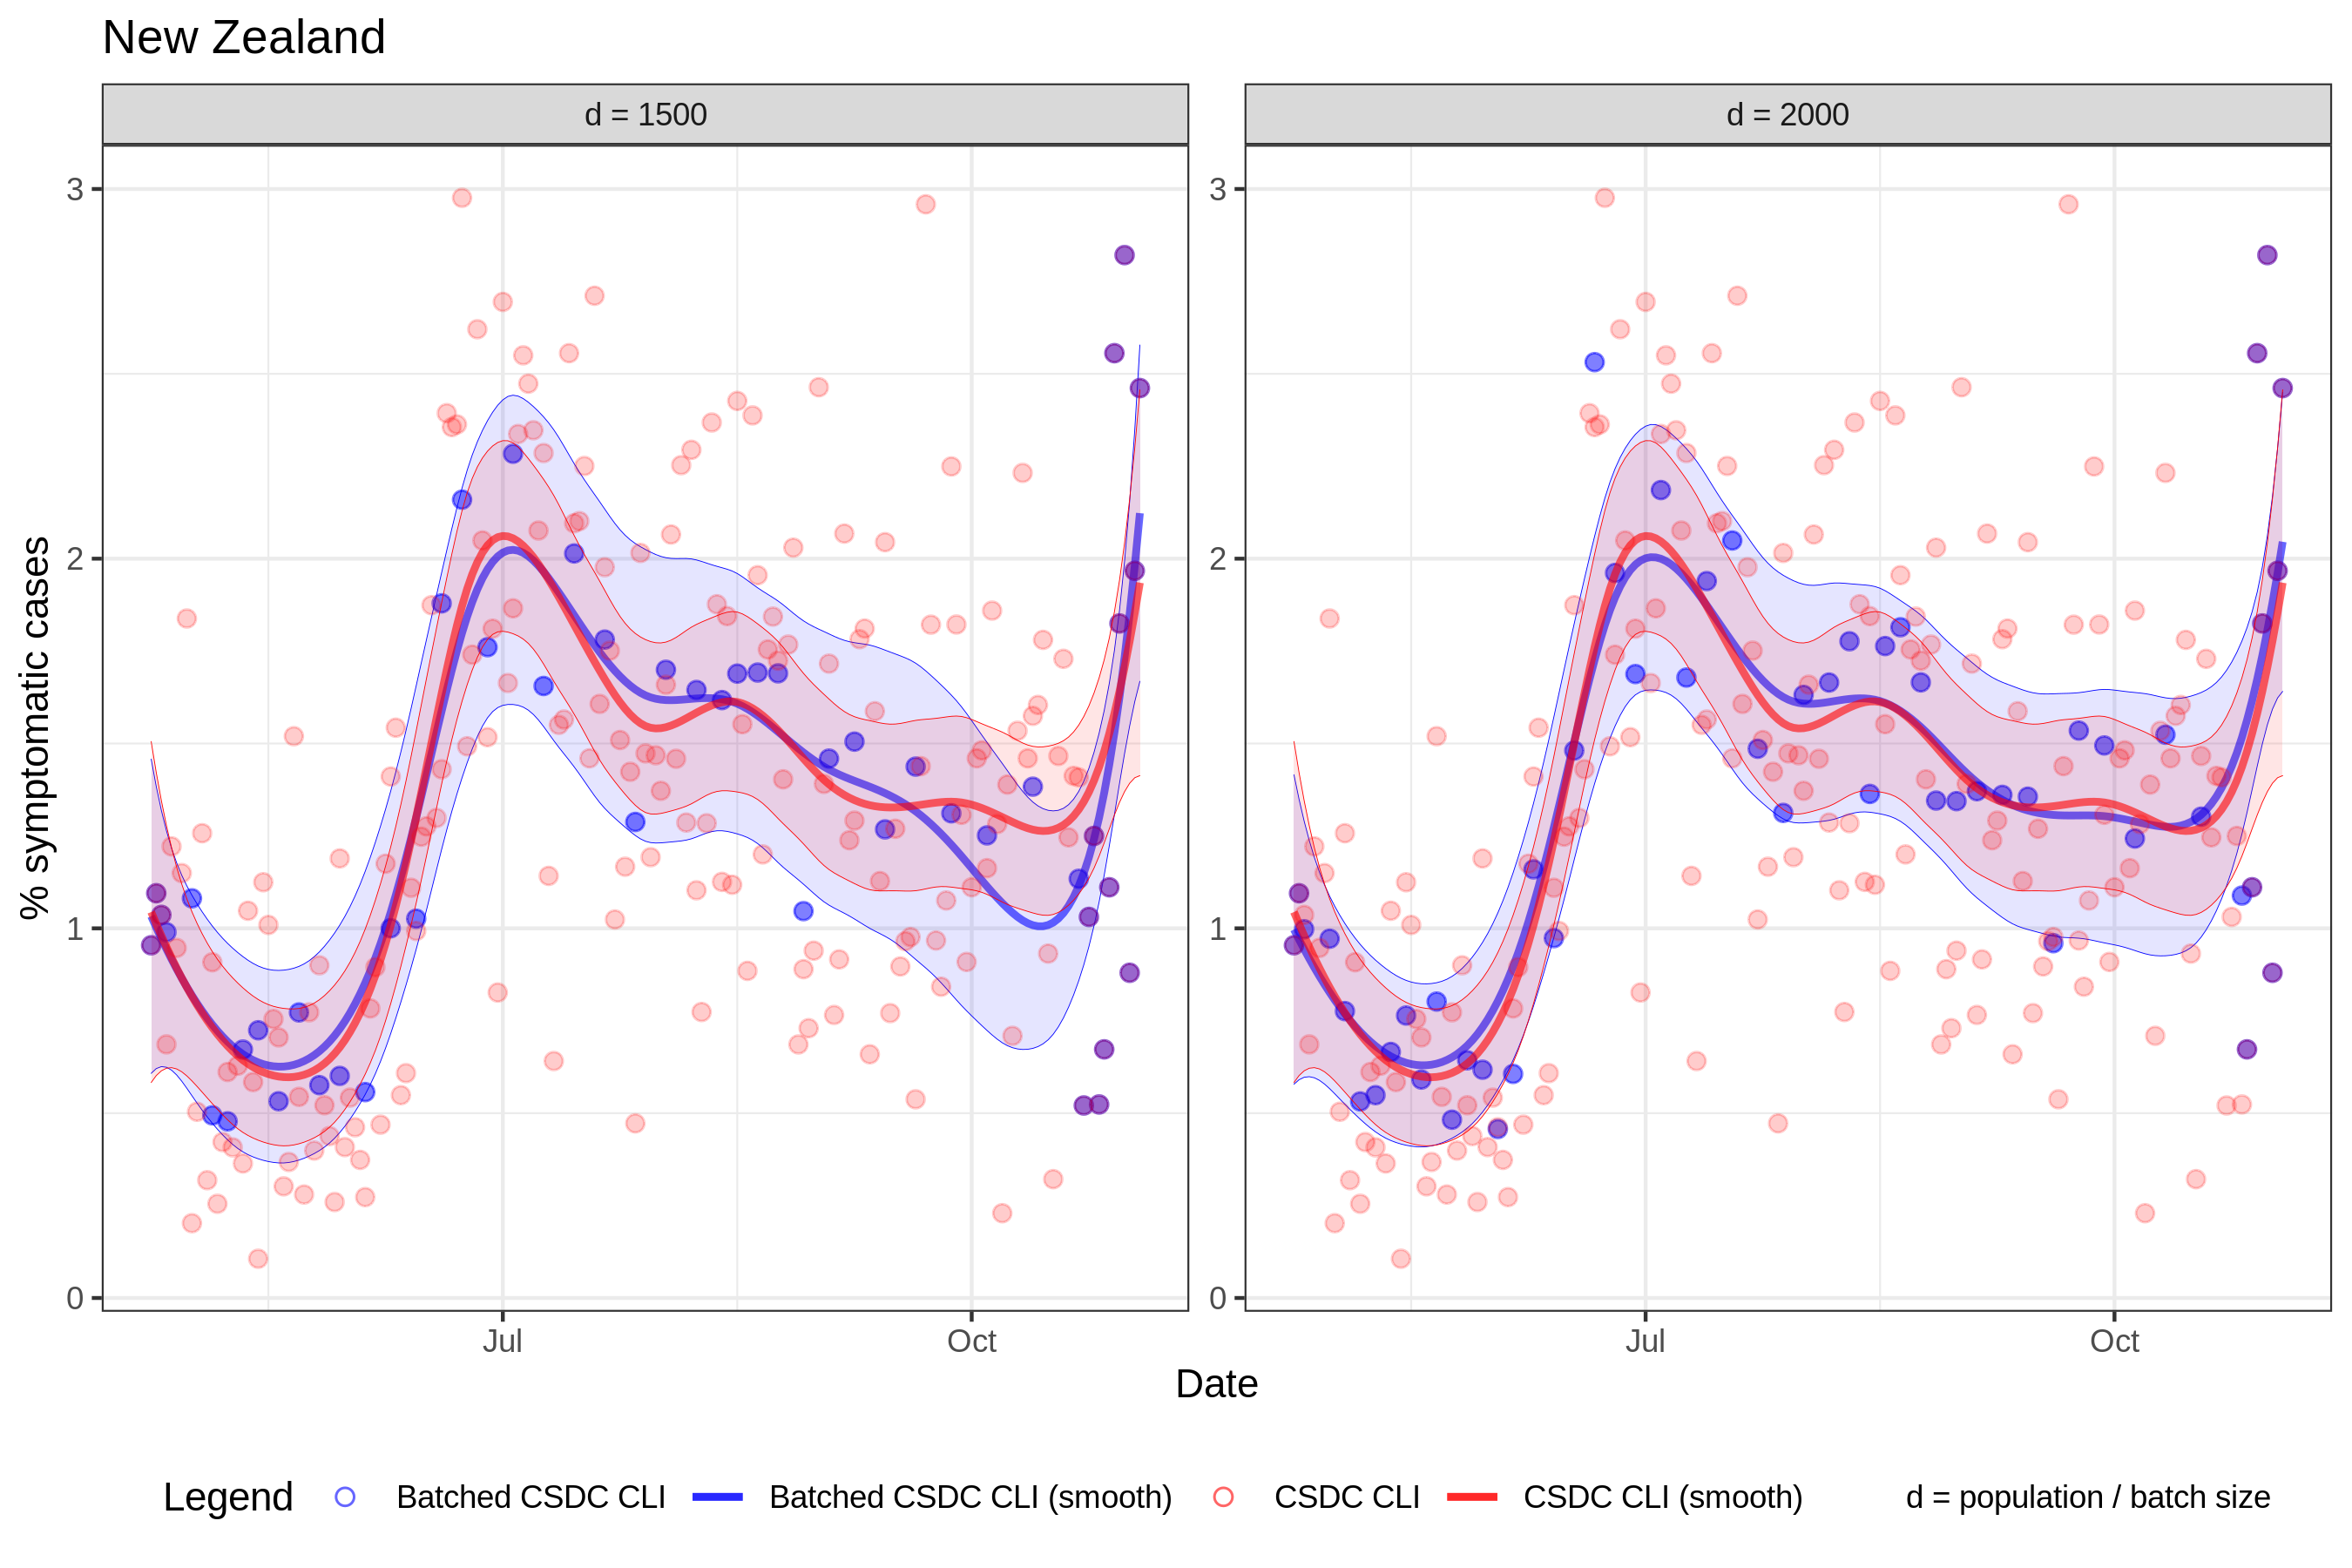 New Zealand
d = 1500
d = 2000
% symptomatic cases
3
2
1
0
3
2
1
0
Jul
Oct
Jul
Oct
Date
Legend
Batched CSDC CLI
Batched CSDC CLI (smooth)
CSDC CLI
CSDC CLI (smooth)
d = population / batch size